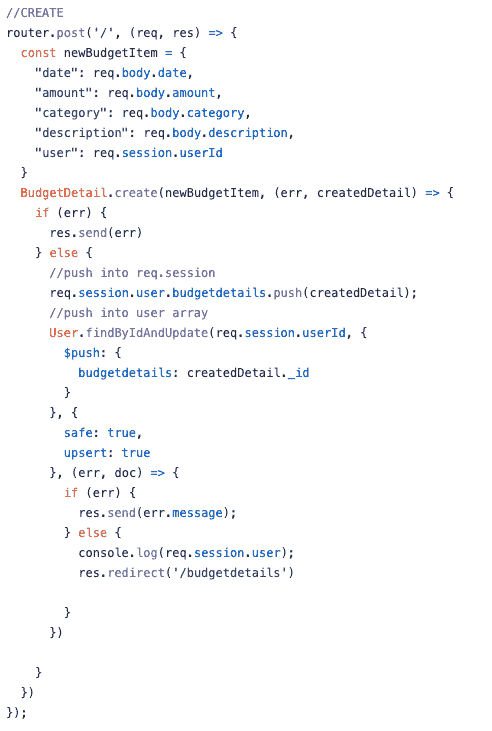 //CREATE
router.post('/', (req, res) => {
  const newBudgetItem = {
    "date": req.body.date,
    "amount": req.body.amount,
    "category": req.body.category,
    "description": req.body.description,
    "user": req.session.userId
  }
  BudgetDetail.create(newBudgetItem, (err, createdDetail) => {
    if (err) {
      res.send(err)
    } else {
      //push into req.session
      req.session.user.budgetdetails.push(createdDetail);
      //push into user array
      User.findByIdAndUpdate(req.session.userId, {
        $push: {
          budgetdetails: createdDetail._id
        }
      }, {
        safe: true,
        upsert: true
      }, (err, doc) => {
        if (err) {
          res.send(err.message);
        } else {
          console.log(req.session.user);
          res.redirect('/budgetdetails')

        }
      })

    }
  })
});